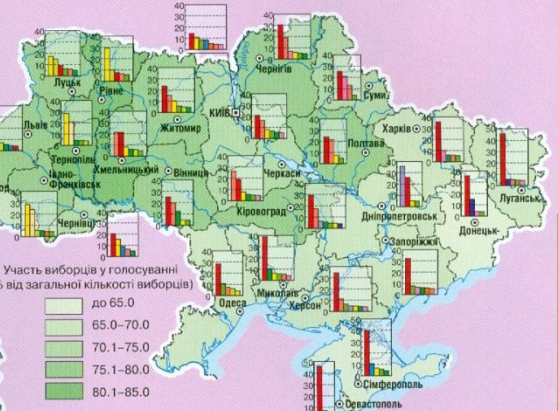 Луцьк
Рівне
Житомир
КИЇВ
Чернігів
Суми
Львів
Тернопіль
Хмельницький
Вінниця
Черкаси
Полтава
Харків
Луганськ
Івано-
Франківськ
Чернівці
Кіровоград
Дніпропетровськ
Донецьк
Запоріжжя
Одеса
Миколаїв
Херсон
Сімферополь
Севастополь
Участь виборців у голосуванні
від загальної кількості виборців)
до 65.0
65.0–70.0
70.1–75.0
75.1–80.0
80.1–85.0